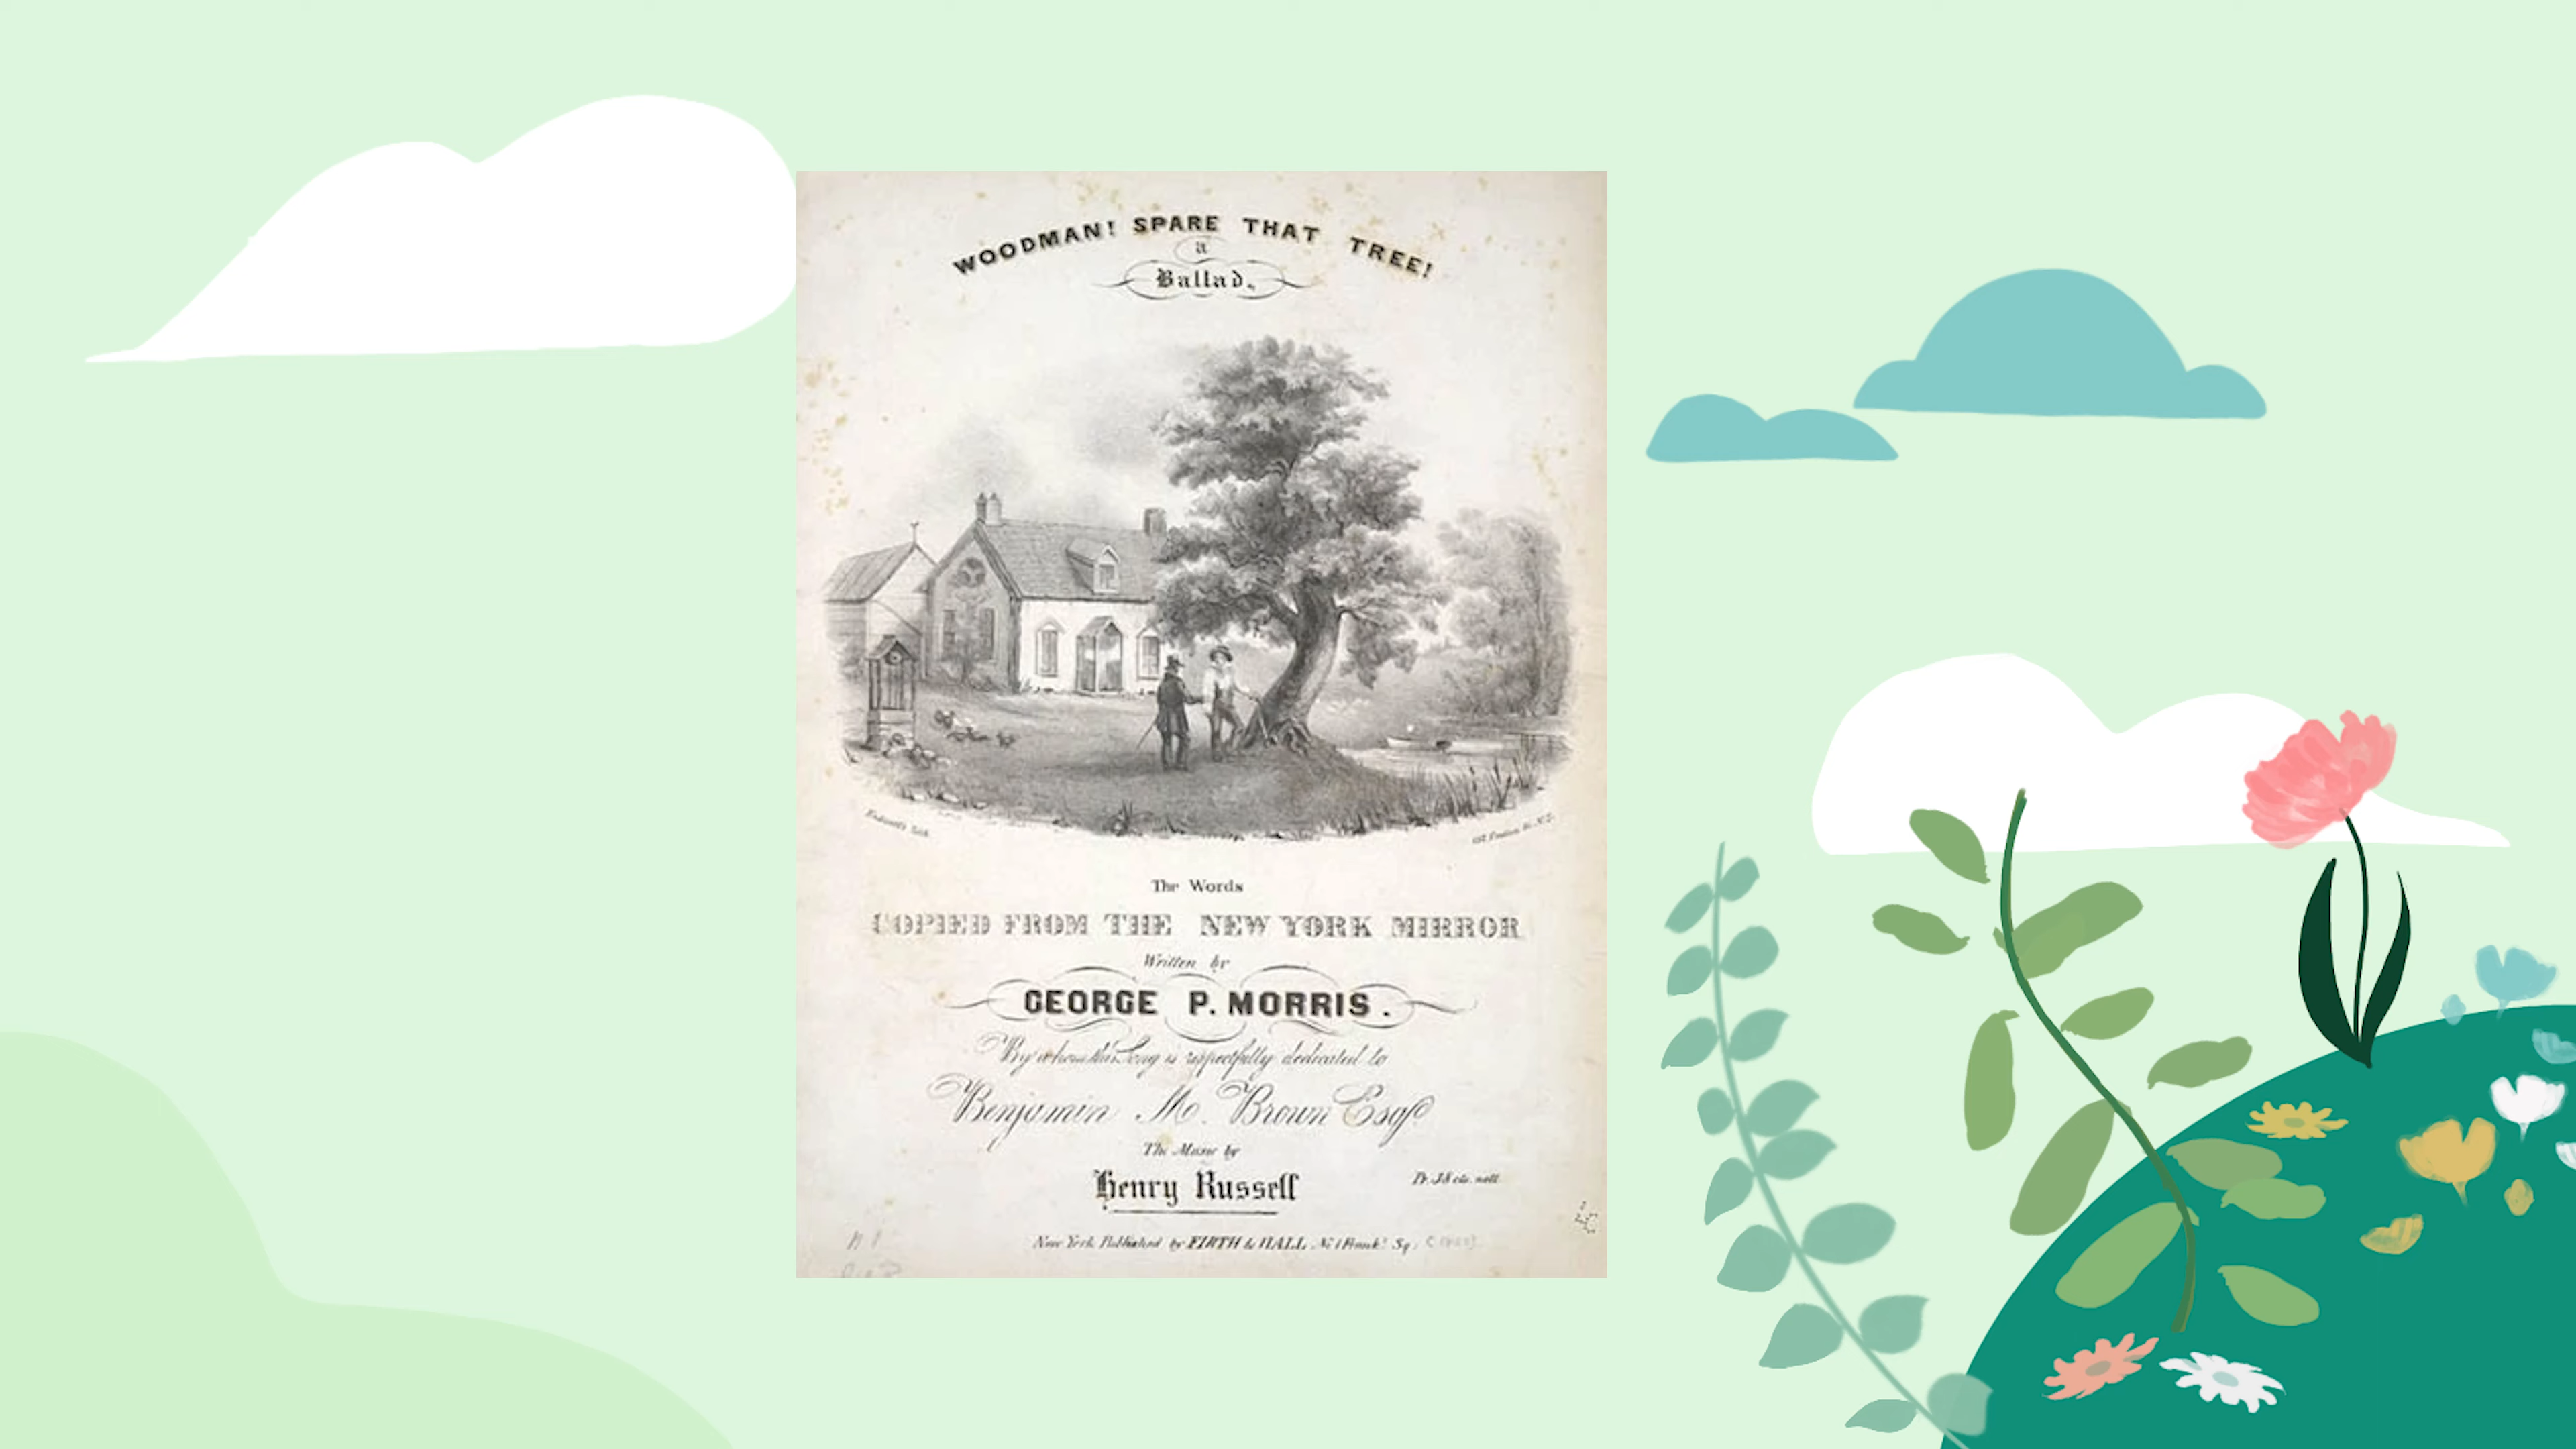 WOODMAN! SPARE THAT TREE!
a
Ballad.
The Words
COPIED FROM THE NEW YORK MIRROR
Written by
GEORGE P. MORRIS.
By whom this Song is respectfully dedicated to
Benjamin M. Brown Esqr
The Music by
Henry Russell
New York Published by FIRTH & HALL No 1 Frankn Sq.